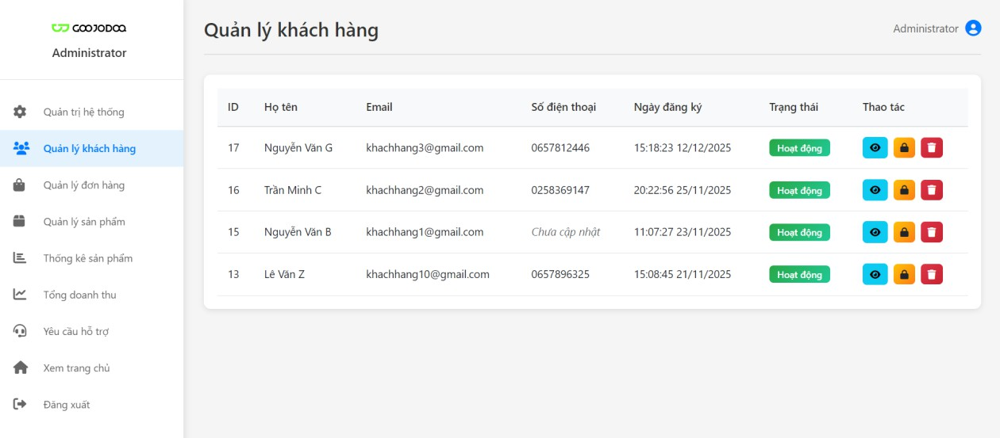 GOOJODOQ
Administrator
Quản trị hệ thống
Quản lý khách hàng
Quản lý đơn hàng
Quản lý sản phẩm
Thống kê sản phẩm
Tổng doanh thu
Yêu cầu hỗ trợ
Xem trang chủ
Đăng xuất
Quản lý khách hàng
Administrator
ID Họ tên Email Số điện thoại Ngày đăng ký Trạng thái Thao tác
17 Nguyễn Văn G khachhang3@gmail.com 0657812446 15:18:23 12/12/2025 Hoạt động
16 Trần Minh C khachhang2@gmail.com 0258369147 20:22:56 25/11/2025 Hoạt động
15 Nguyễn Văn B khachhang1@gmail.com Chưa cập nhật 11:07:27 23/11/2025 Hoạt động
13 Lê Văn Z khachhang10@gmail.com 0657896325 15:08:45 21/11/2025 Hoạt động